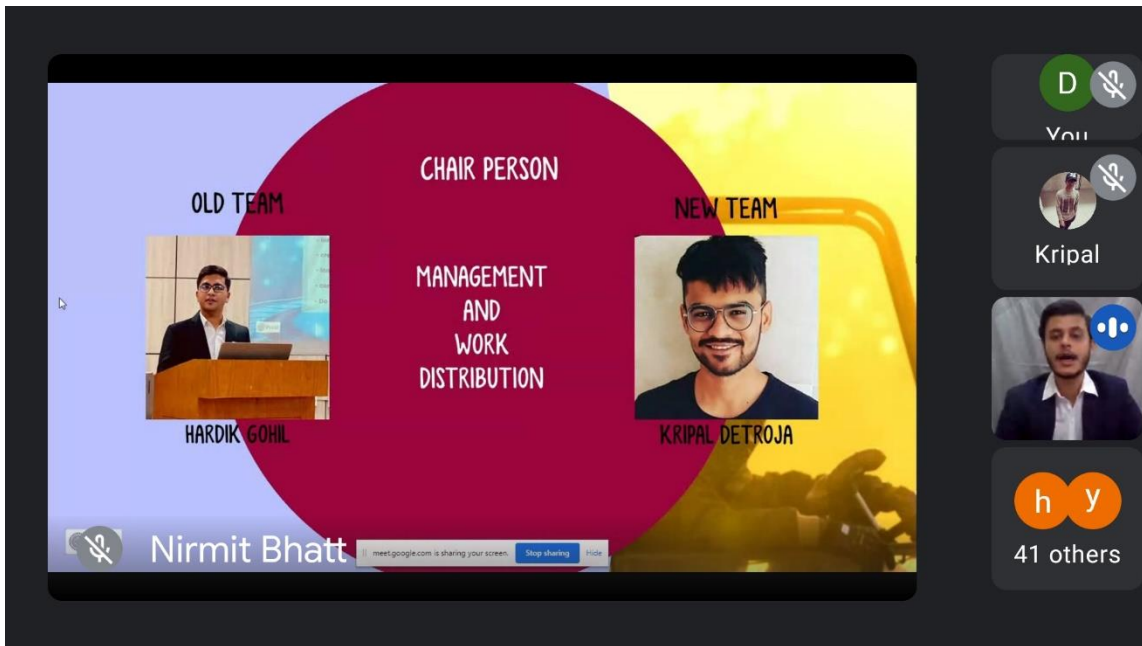 CHAIR PERSON
OLD TEAM
NEW TEAM
MANAGEMENT
AND
WORK
DISTRIBUTION
HARDIK GOHIL
KRIPAL DETROJA
Nirmit Bhatt
meet.google.com is sharing your screen.
Stop sharing
Hide
D
You
Kripal
h
y
41 others